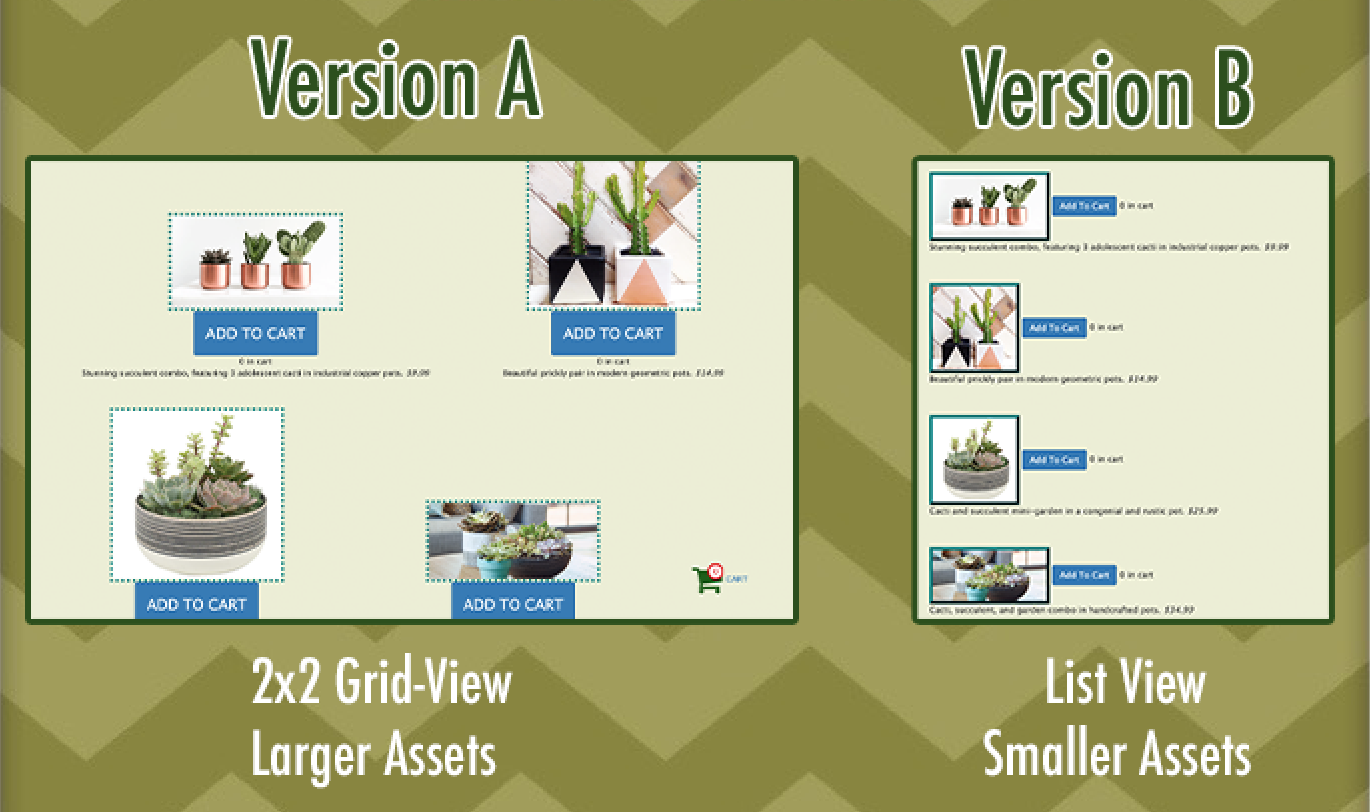 Version A
Version B
ADD TO CART
0 in cart
Stunning succulent combo, featuring 3 adolescent cacti in industrial copper pots. $9.99
ADD TO CART
0 in cart
Beautiful prickly pair in modern geometric pots. $14.99
ADD TO CART
ADD TO CART
CART
Add To Cart 0 in cart
Stunning succulent combo, featuring 3 adolescent cacti in industrial copper pots. $9.99
Add To Cart 0 in cart
Beautiful prickly pair in modern geometric pots. $14.99
Add To Cart 0 in cart
Cacti and succulent mini-garden in a congenial and rustic pot. $25.99
Add To Cart 0 in cart
Cacti, succulent, and garden combo in handcrafted pots. $34.99
2x2 Grid-View
Larger Assets
List View
Smaller Assets